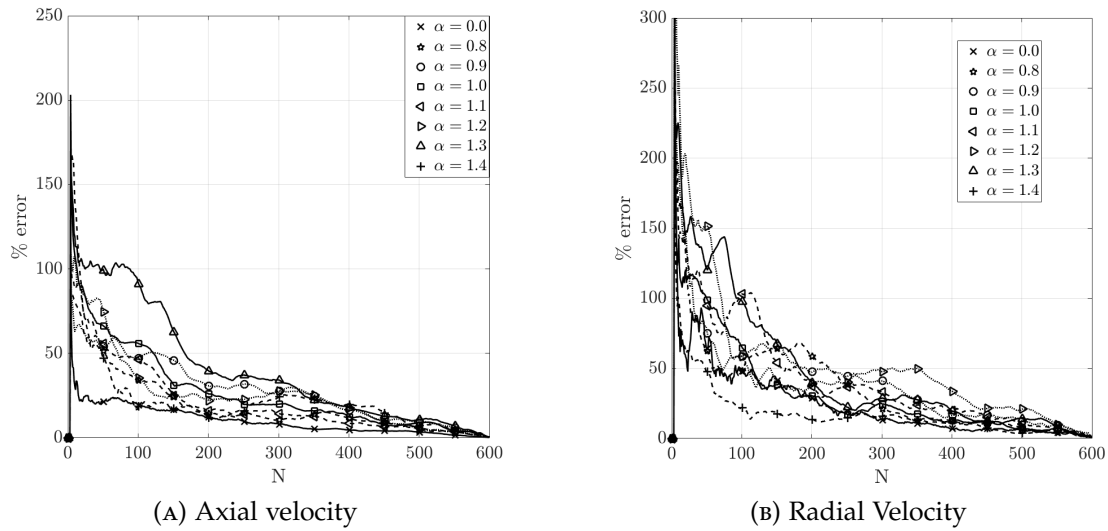 250
200
150
100
50
0
% error
0 100 200 300 400 500 600
N
α = 0.0
α = 0.8
α = 0.9
α = 1.0
α = 1.1
α = 1.2
α = 1.3
α = 1.4
(A) Axial velocity
300
250
200
150
100
50
0
% error
0 100 200 300 400 500 600
N
α = 0.0
α = 0.8
α = 0.9
α = 1.0
α = 1.1
α = 1.2
α = 1.3
α = 1.4
(B) Radial Velocity